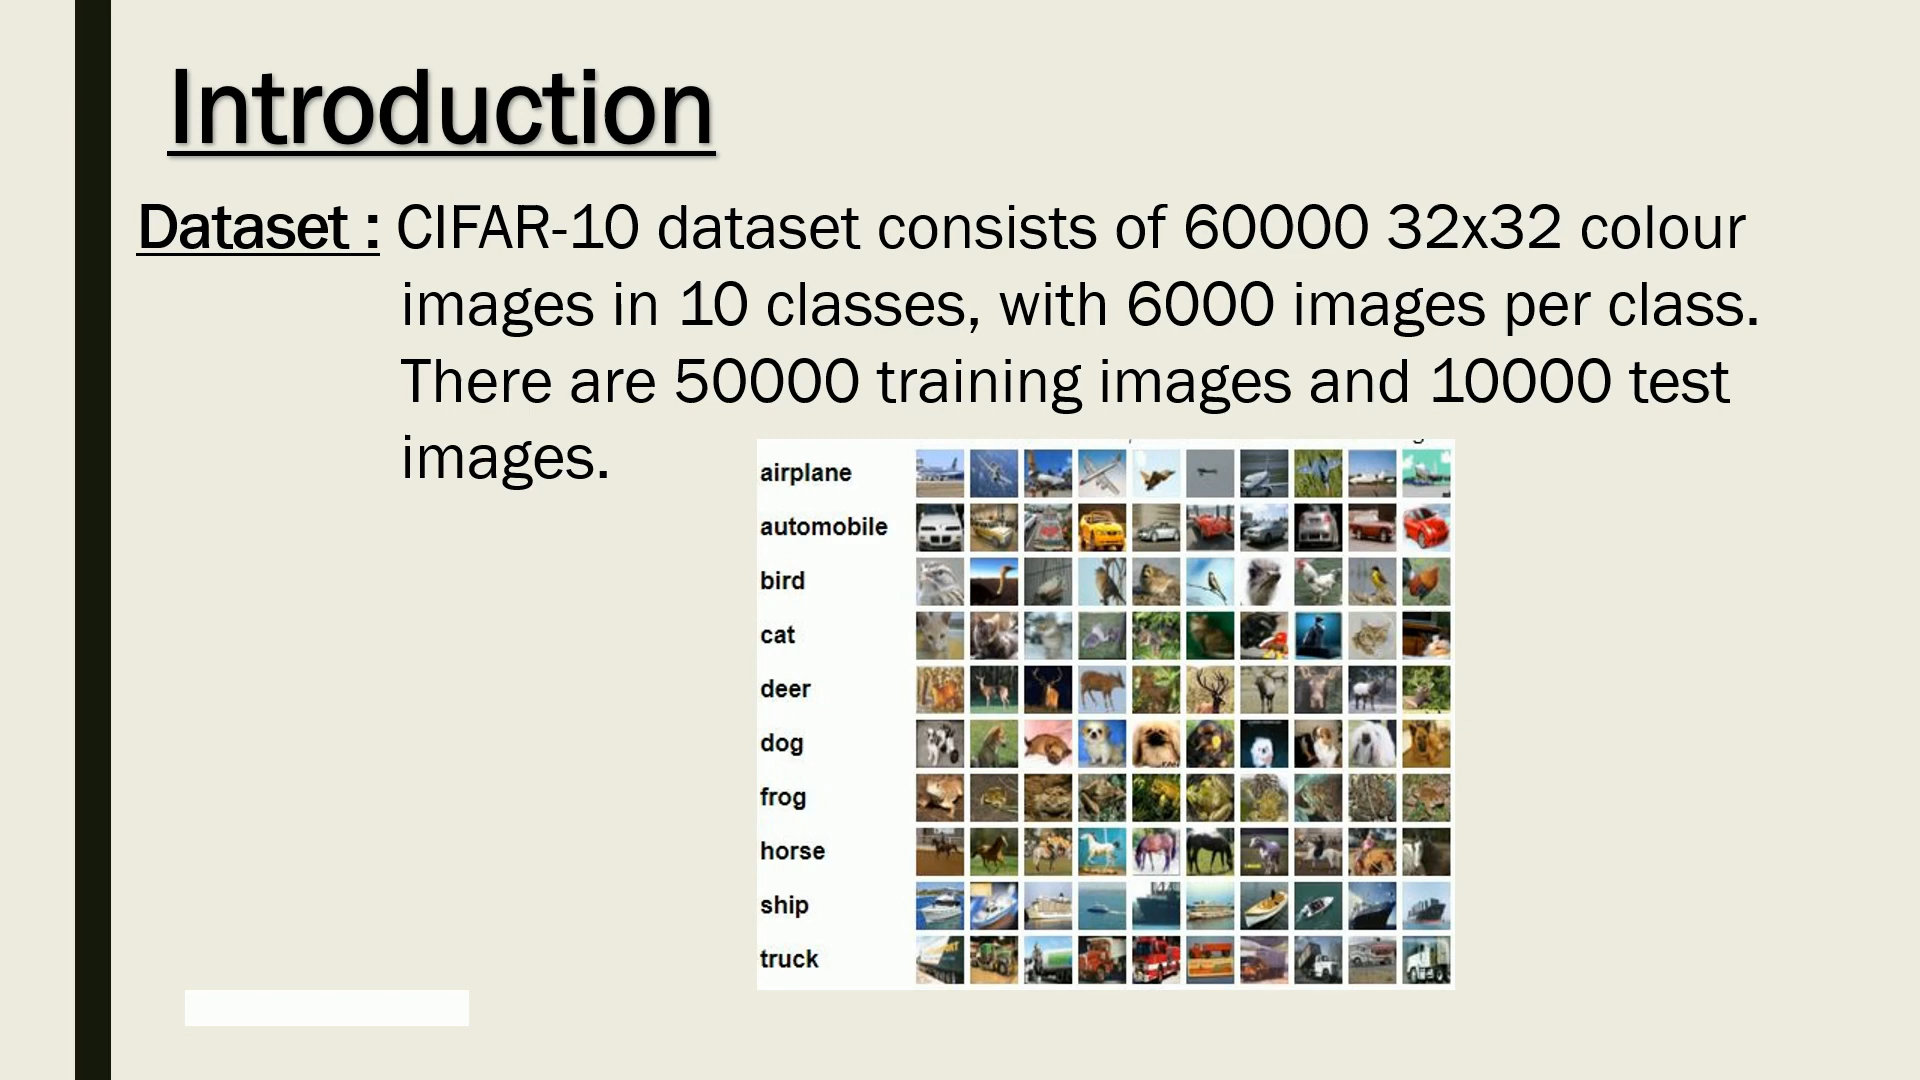 Introduction
Dataset : CIFAR-10 dataset consists of 60000 32x32 colour
images in 10 classes, with 6000 images per class.
There are 50000 training images and 10000 test
images.
airplane
automobile
bird
cat
deer
dog
frog
horse
ship
truck